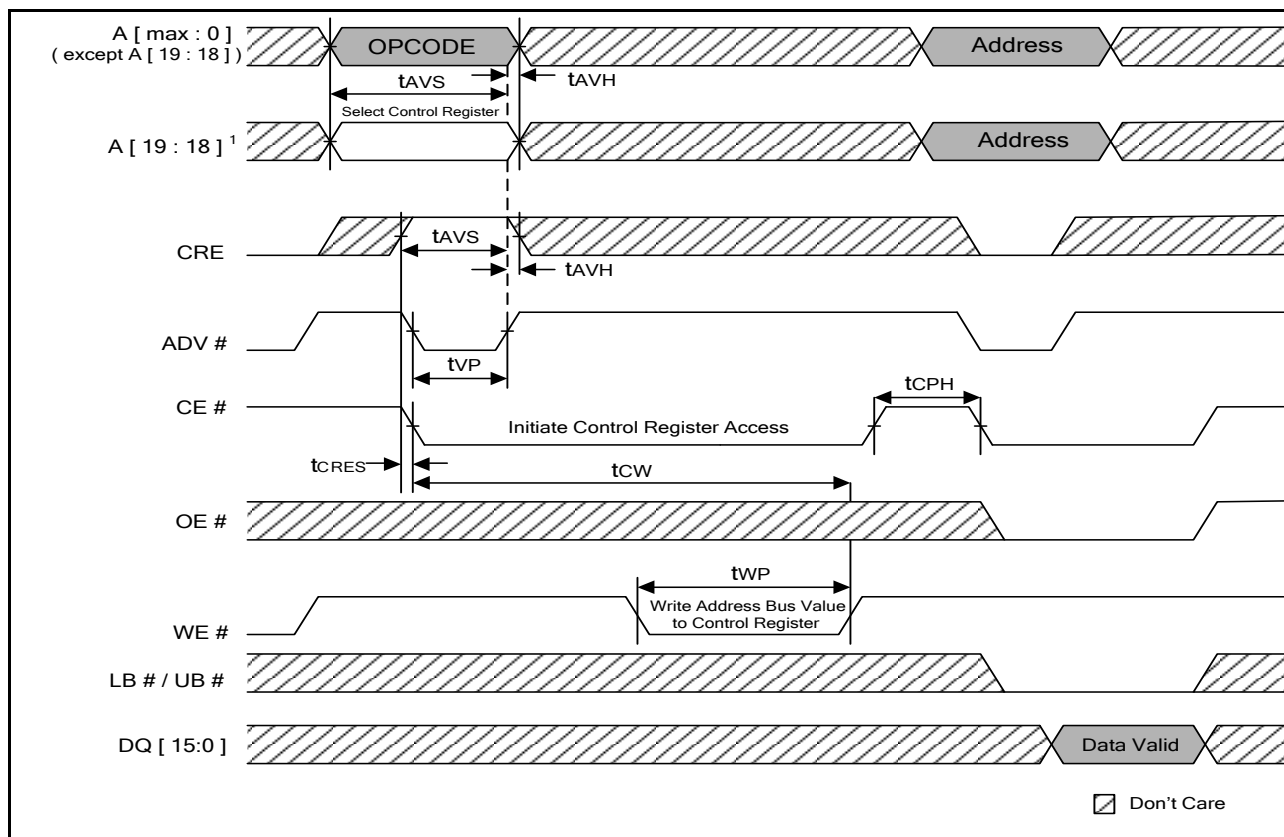 A [ max : 0 ]
( except A [ 19 : 18 ] )
OPCODE
Address
tAVS
tAVH
Select Control Register
A [ 19 : 18 ] 1
Address
CRE
tAVS
tAVH
ADV #
tVP
CE #
tCPH
Initiate Control Register Access
tCRES
tCW
OE #
tWP
WE #
Write Address Bus Value
to Control Register
LB # / UB #
DQ [ 15:0 ]
Data Valid
Don't Care